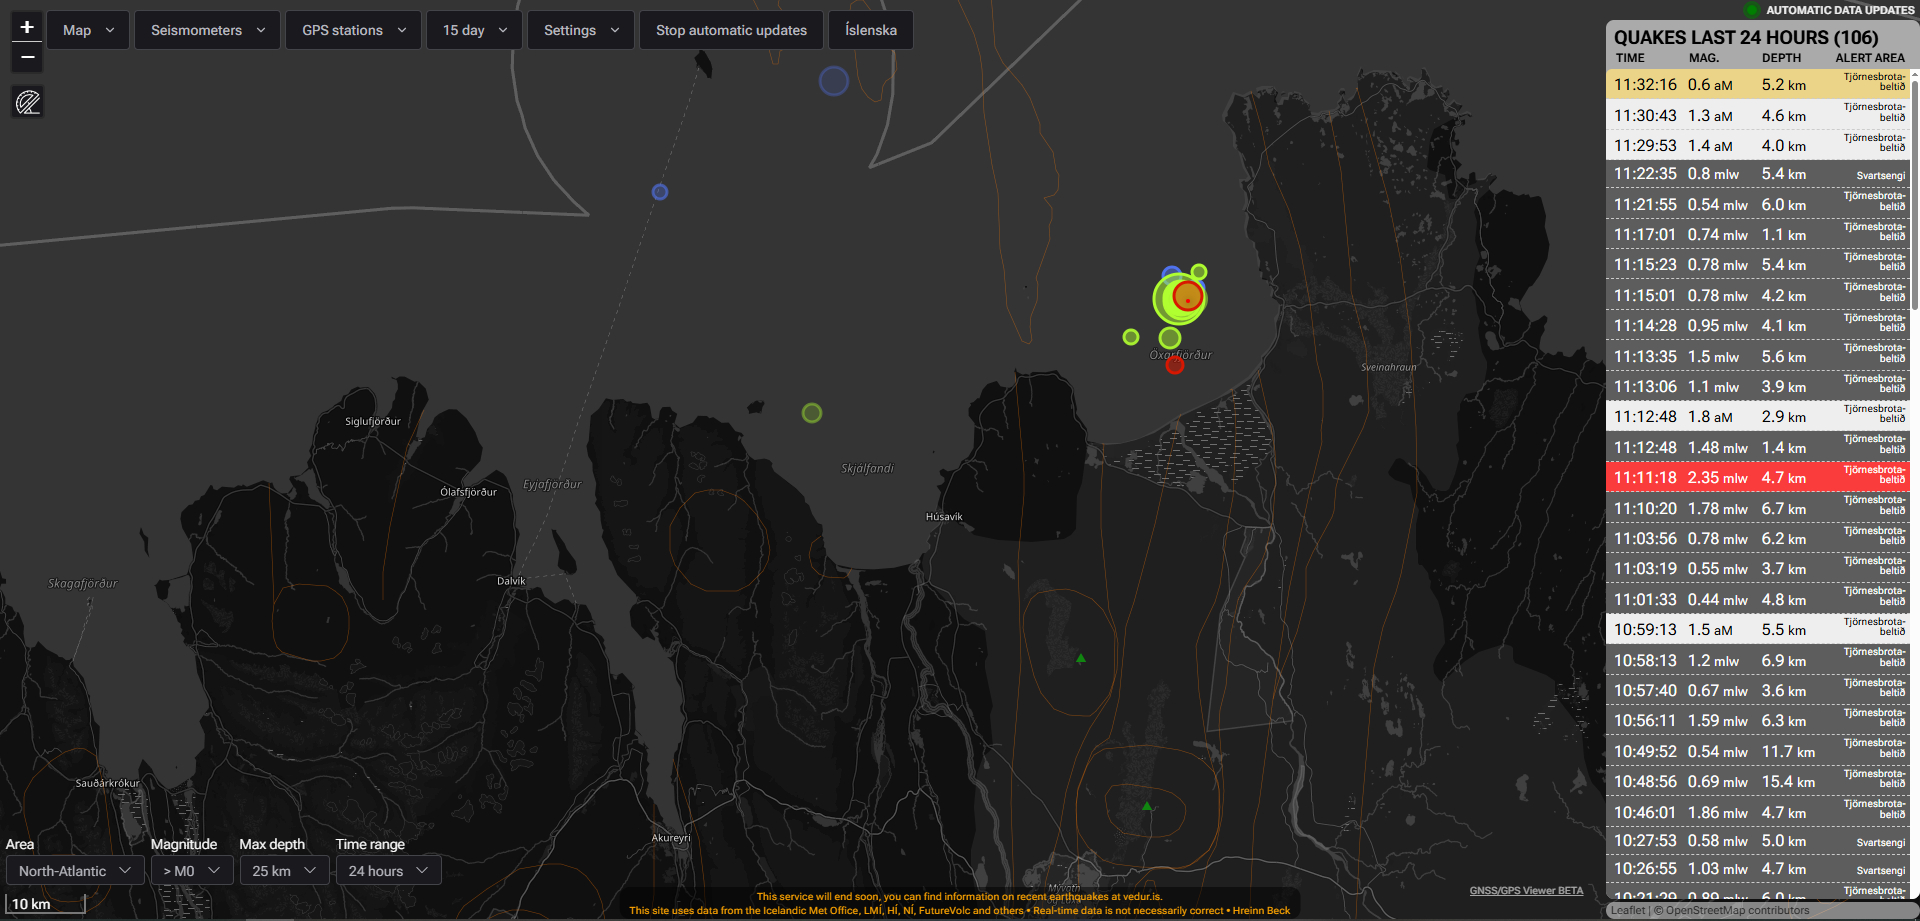 +
−
Map
Seismometers
GPS stations
15 day
Settings
Stop automatic updates
Íslenska
AUTOMATIC DATA UPDATES
QUAKES LAST 24 HOURS (106)
TIME MAG. DEPTH ALERT AREA
11:32:16 0.6 aM 5.2 km Tjörnesbrota-
beltið
11:30:43 1.3 aM 4.6 km Tjörnesbrota-
beltið
11:29:53 1.4 aM 4.0 km Tjörnesbrota-
beltið
11:22:35 0.8 mlw 5.4 km Svartsengi
11:21:55 0.54 mlw 6.0 km Tjörnesbrota-
beltið
11:17:01 0.74 mlw 1.1 km Tjörnesbrota-
beltið
11:15:23 0.78 mlw 5.4 km Tjörnesbrota-
beltið
11:15:01 0.78 mlw 4.2 km Tjörnesbrota-
beltið
11:14:28 0.95 mlw 4.1 km Tjörnesbrota-
beltið
11:13:35 1.5 mlw 5.6 km Tjörnesbrota-
beltið
11:13:06 1.1 mlw 3.9 km Tjörnesbrota-
beltið
11:12:48 1.8 aM 2.9 km Tjörnesbrota-
beltið
11:12:48 1.48 mlw 1.4 km Tjörnesbrota-
beltið
11:11:18 2.35 mlw 4.7 km Tjörnesbrota-
beltið
11:10:20 1.78 mlw 6.7 km Tjörnesbrota-
beltið
11:03:56 0.78 mlw 6.2 km Tjörnesbrota-
beltið
11:03:19 0.55 mlw 3.7 km Tjörnesbrota-
beltið
11:01:33 0.44 mlw 4.8 km Tjörnesbrota-
beltið
10:59:13 1.5 aM 5.5 km Tjörnesbrota-
beltið
10:58:13 1.2 mlw 6.9 km Tjörnesbrota-
beltið
10:57:40 0.67 mlw 3.6 km Tjörnesbrota-
beltið
10:56:11 1.59 mlw 6.3 km Tjörnesbrota-
beltið
10:49:52 0.54 mlw 11.7 km Tjörnesbrota-
beltið
10:48:56 0.69 mlw 15.4 km Tjörnesbrota-
beltið
10:46:01 1.86 mlw 4.7 km Tjörnesbrota-
beltið
10:27:53 0.58 mlw 5.0 km Svartsengi
10:26:55 1.03 mlw 4.7 km Svartsengi
10:21:29 0.89 mlw 6.0 km Tjörnesbrota-
Öxarfjörður
Sveinahraun
Siglufjörður
Skjálfandi
Eyjafjörður
Ólafsfjörður
Húsavík
Skagafjörður
Dalvík
Sauðárkrókur
Akureyri
Mývatn
Area
North-Atlantic
Magnitude
> M0
Max depth
25 km
Time range
24 hours
10 km
GNSS/GPS Viewer BETA
This service will end soon, you can find information on recent earthquakes at vedur.is.
This site uses data from the Icelandic Met Office, LMÍ, HÍ, NÍ, FutureVolc and others • Real-time data is not necessarily correct • Hreinn Beck
Leaflet | © OpenStreetMap contributors